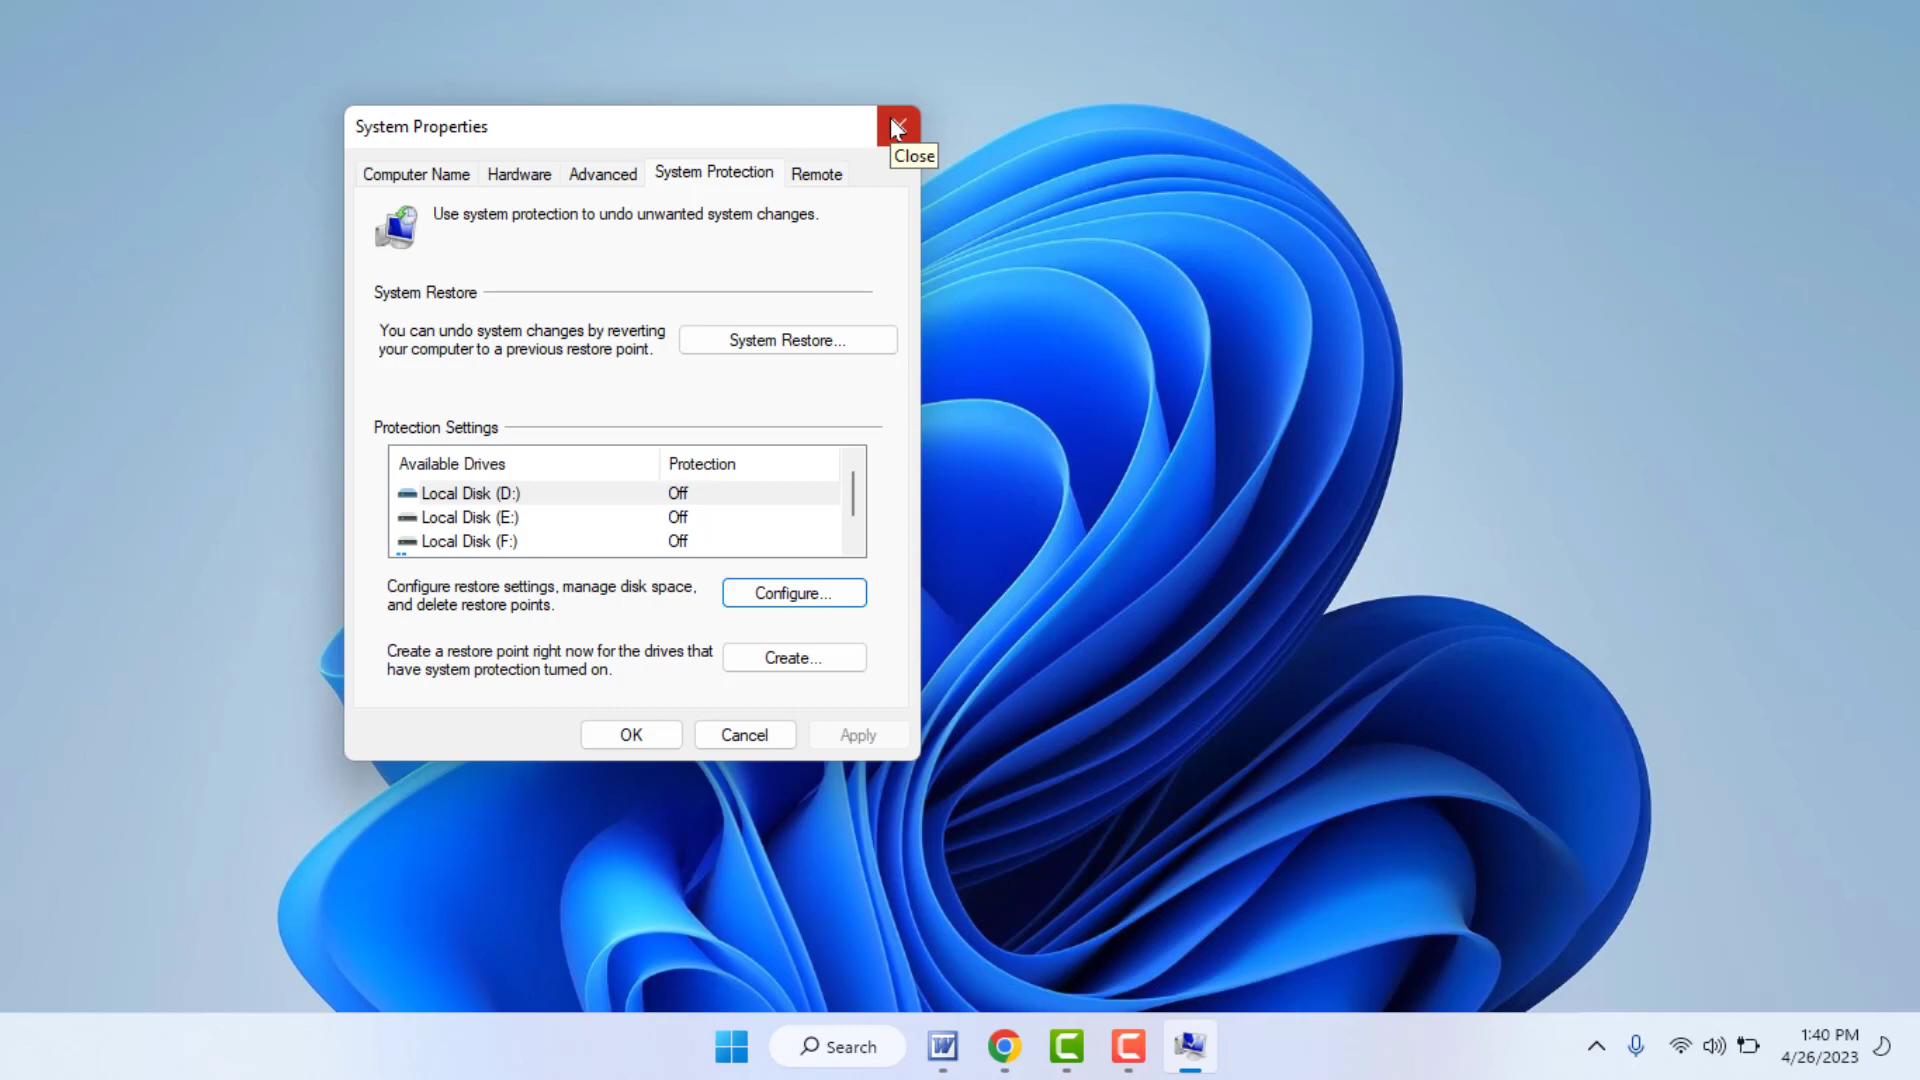 System Properties
Close
Computer Name Hardware Advanced System Protection Remote
Use system protection to undo unwanted system changes.
System Restore
You can undo system changes by reverting
your computer to a previous restore point.
System Restore...
Protection Settings
Available Drives Protection
Local Disk (D:) Off
Local Disk (E:) Off
Local Disk (F:) Off
Configure restore settings, manage disk space,
and delete restore points.
Configure...
Create a restore point right now for the drives that
have system protection turned on.
Create...
OK Cancel Apply
Search
W
1:40 PM
4/26/2023